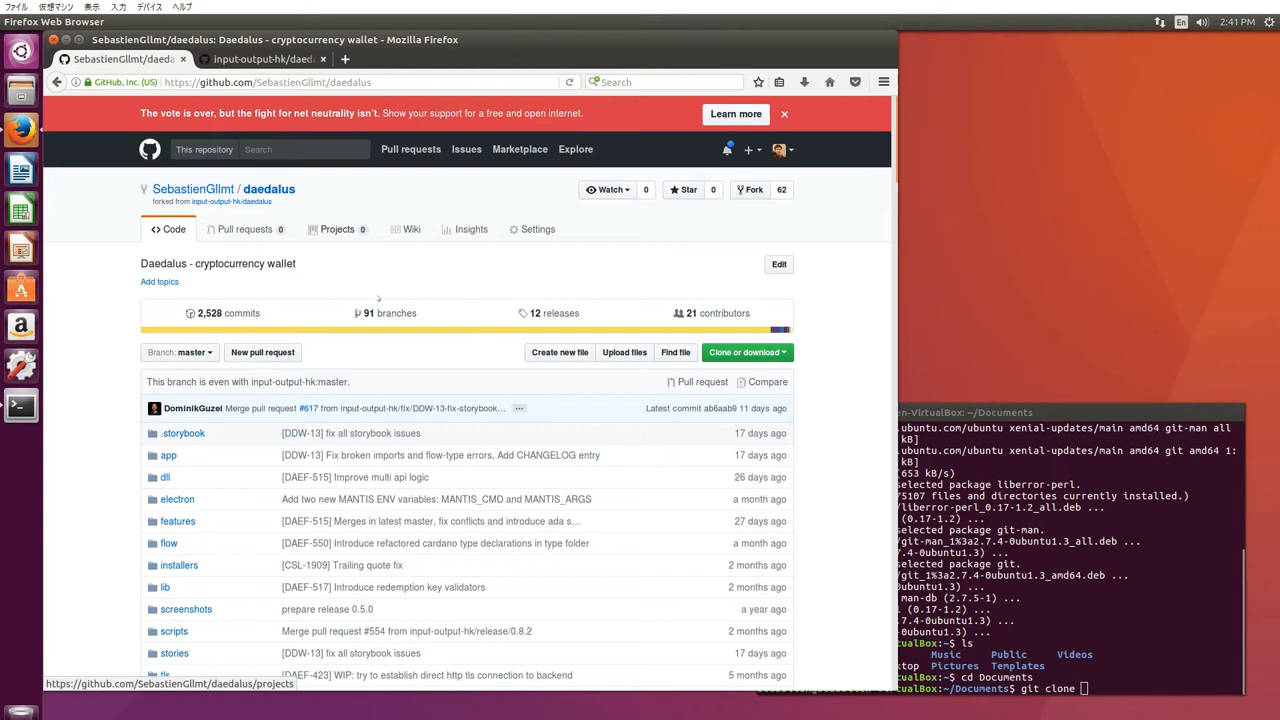 ファイル 仮想マシン 表示 入力 デバイス ヘルプ
Firefox Web Browser En 2:41 PM
SebastienGllmt/daedalus: Daedalus - cryptocurrency wallet - Mozilla Firefox
SebastienGllmt/daeda × input-output-hk/daed × +
GitHub, Inc. (US) https://github.com/SebastienGllmt/daedalus Search
The vote is over, but the fight for net neutrality isn't. Show your support for a free and open internet. Learn more ×
This repository Search Pull requests Issues Marketplace Explore
SebastienGllmt / daedalus Watch 0 Star 0 Fork 62
forked from input-output-hk/daedalus
<> Code Pull requests 0 Projects 0 Wiki Insights Settings
Daedalus - cryptocurrency wallet Edit
Add topics
2,528 commits 91 branches 12 releases 21 contributors
Branch: master New pull request Create new file Upload files Find file Clone or download
This branch is even with input-output-hk:master. Pull request Compare
DominikGuzei Merge pull request #617 from input-output-hk/fix/DDW-13-fix-storybook… … Latest commit ab6aab9 11 days ago
.storybook [DDW-13] fix all storybook issues 17 days ago
app [DDW-13] Fix broken imports and flow-type errors, Add CHANGELOG entry 17 days ago
dll [DAEF-515] Improve multi api logic 26 days ago
electron Add two new MANTIS ENV variables: MANTIS_CMD and MANTIS_ARGS a month ago
features [DAEF-515] Merges in latest master, fix conflicts and introduce ada s… 27 days ago
flow [DAEF-550] Introduce refactored cardano type declarations in type folder a month ago
installers [CSL-1909] Trailing quote fix 2 months ago
lib [DAEF-517] Introduce redemption key validators 2 months ago
screenshots prepare release 0.5.0 a year ago
scripts Merge pull request #554 from input-output-hk/release/0.8.2 2 months ago
stories [DDW-13] fix all storybook issues 17 days ago
tls [DAEF-423] WIP: try to establish direct http tls connection to backend 5 months ago
https://github.com/SebastienGllmt/daedalus/projects
en-VirtualBox: ~/Documents
ubuntu.com/ubuntu xenial-updates/main amd64 git-man all
kB]
.ubuntu.com/ubuntu xenial-updates/main amd64 git amd64 1:
kB]
(653 kB/s)
selected package liberror-perl.
75107 files and directories currently installed.)
/liberror-perl_0.17-1.2_all.deb ...
(0.17-1.2) ...
selected package git-man.
/git-man_1%3a2.7.4-0ubuntu1.3_all.deb ...
7.4-0ubuntu1.3) ...
selected package git.
/git_1%3a2.7.4-0ubuntu1.3_amd64.deb ...
ubuntu1.3) ...
man-db (2.7.5-1) ...
l (0.17-1.2) ...
.7.4-0ubuntu1.3) ...
-0ubuntu1.3) ...
tualBox:~$ ls
Music Public Videos
ktop Pictures Templates
rtualBox:~$ cd Documents
rtualBox:~/Documents$ git clone